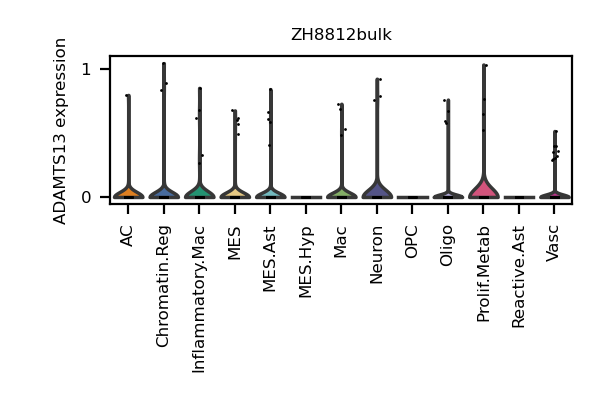 ZH8812bulk
ADAMTS13 expression
1
0
AC
Chromatin.Reg
Inflammatory.Mac
MES
MES.Ast
MES.Hyp
Mac
Neuron
OPC
Oligo
Prolif.Metab
Reactive.Ast
Vasc